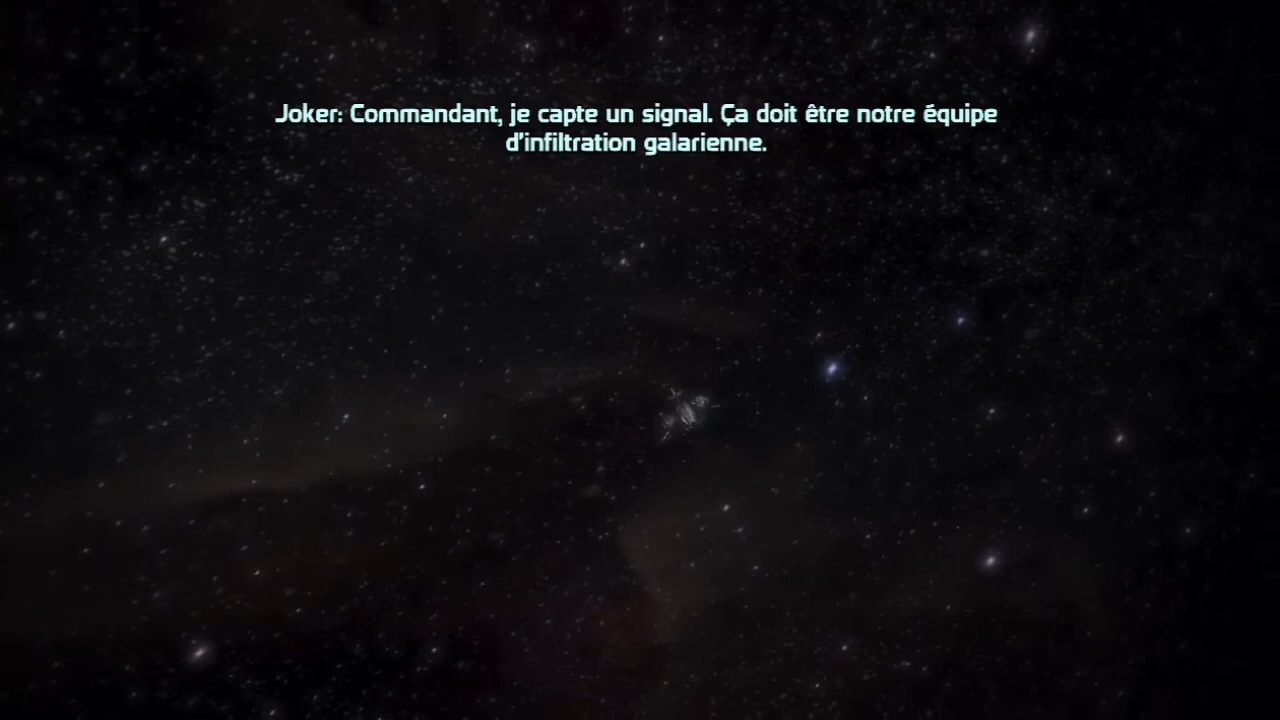 Joker: Commandant, je capte un signal. Ça doit être notre équipe
d'infiltration galarienne.